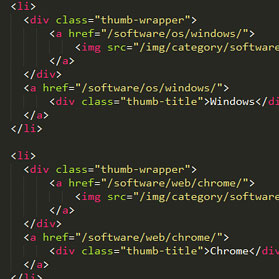 <li>
<div class="thumb-wrapper">
<a href="/software/os/windows/">
<img src="/img/category/software
</a>
</div>
<a href="/software/os/windows/">
<div class="thumb-title">Windows</di
</a>
</li>
<li>
<div class="thumb-wrapper">
<a href="/software/web/chrome/">
<img src="/img/category/software
</a>
</div>
<a href="/software/web/chrome/">
<div class="thumb-title">Chrome</div
</a>
</li>